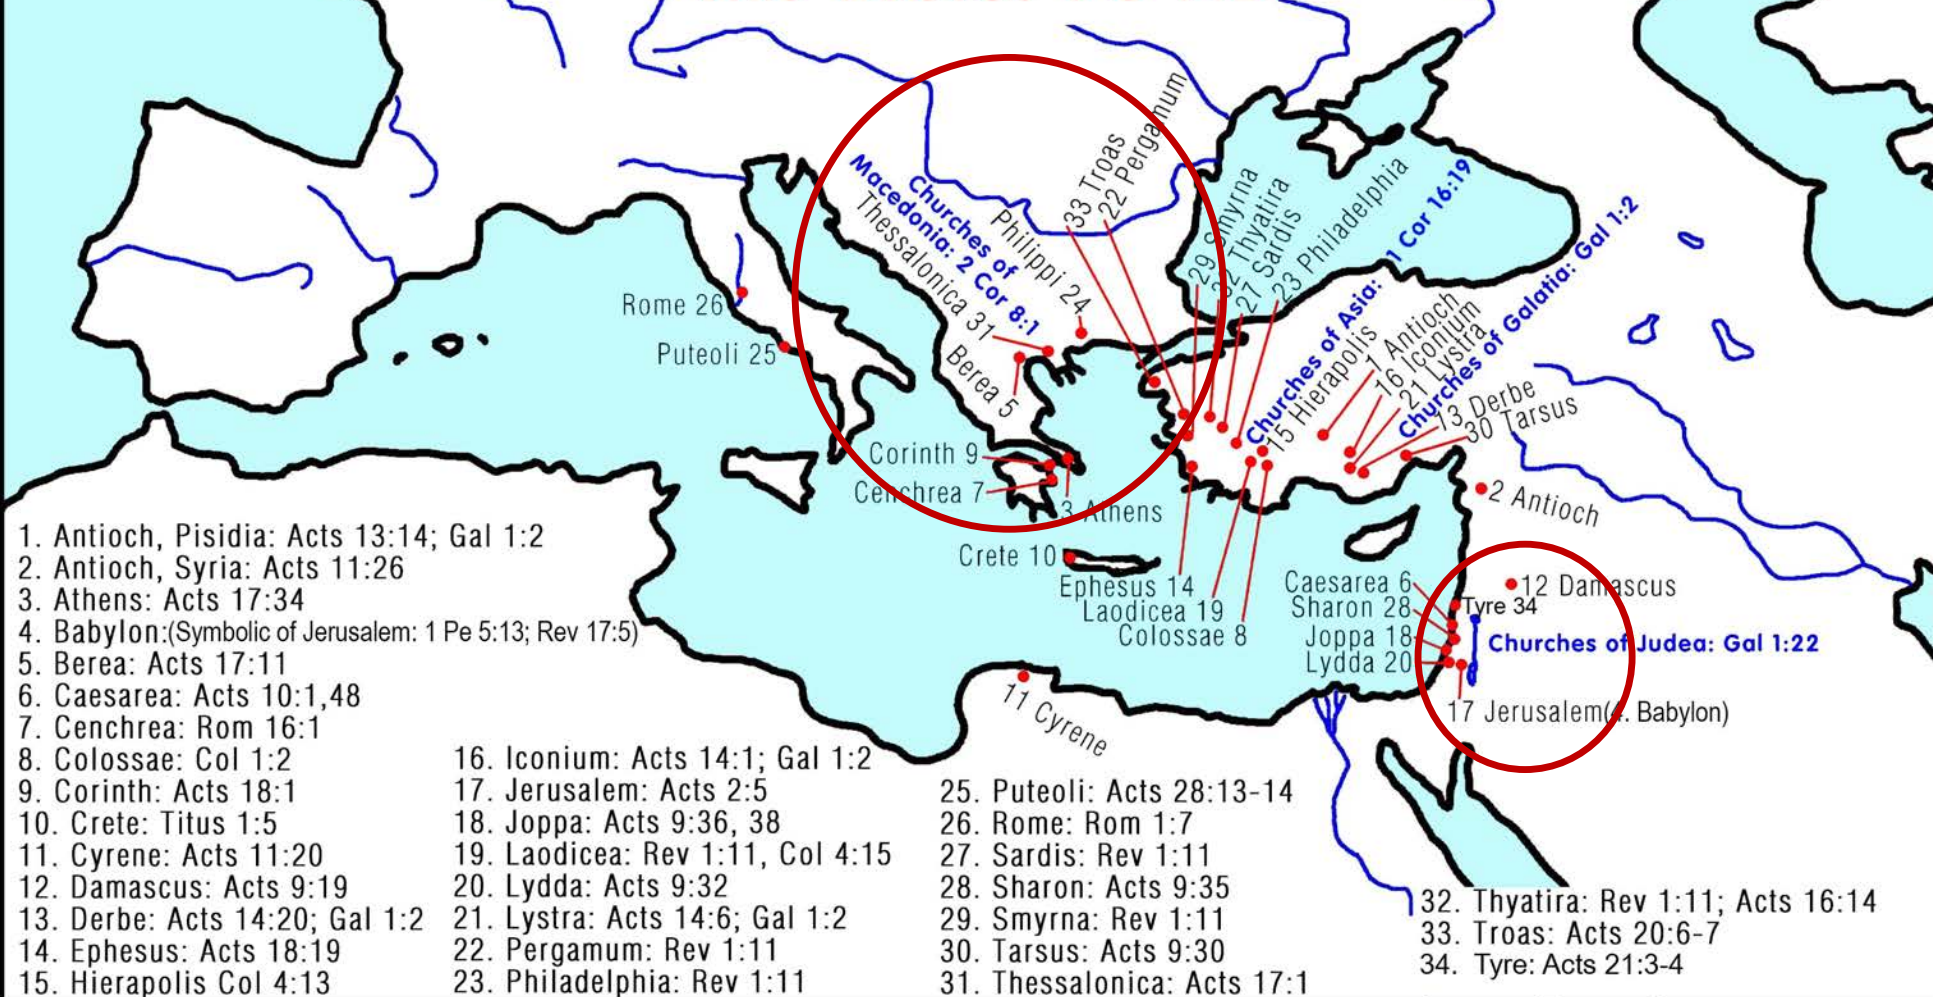 33 Troas
22 Pergamum
Churches of
Macedonia: 2 Cor 8:1
Thessalonica 31
Philippi 24
Berea 5
29 Smyrna
32 Thyatira
27 Sardis
23 Philadelphia
Churches of Asia: 1 Cor 16:19
15 Hierapolis
1 Antioch
16 Iconium
21 Lystra
Churches of Galatia: Gal 1:2
13 Derbe
30 Tarsus
Rome 26
Puteoli 25
Corinth 9
Cenchrea 7
3 Athens
2 Antioch
Crete 10
Ephesus 14
Laodicea 19
Colossae 8
Caesarea 6
Sharon 28
Joppa 18
Lydda 20
12 Damascus
Tyre 34
Churches of Judea: Gal 1:22
17 Jerusalem(4. Babylon)
11 Cyrene
1. Antioch, Pisidia: Acts 13:14; Gal 1:2
2. Antioch, Syria: Acts 11:26
3. Athens: Acts 17:34
4. Babylon:(Symbolic of Jerusalem: 1 Pe 5:13; Rev 17:5)
5. Berea: Acts 17:11
6. Caesarea: Acts 10:1,48
7. Cenchrea: Rom 16:1
8. Colossae: Col 1:2
9. Corinth: Acts 18:1
10. Crete: Titus 1:5
11. Cyrene: Acts 11:20
12. Damascus: Acts 9:19
13. Derbe: Acts 14:20; Gal 1:2
14. Ephesus: Acts 18:19
15. Hierapolis Col 4:13
16. Iconium: Acts 14:1; Gal 1:2
17. Jerusalem: Acts 2:5
18. Joppa: Acts 9:36, 38
19. Laodicea: Rev 1:11, Col 4:15
20. Lydda: Acts 9:32
21. Lystra: Acts 14:6; Gal 1:2
22. Pergamum: Rev 1:11
23. Philadelphia: Rev 1:11
25. Puteoli: Acts 28:13-14
26. Rome: Rom 1:7
27. Sardis: Rev 1:11
28. Sharon: Acts 9:35
29. Smyrna: Rev 1:11
30. Tarsus: Acts 9:30
31. Thessalonica: Acts 17:1
32. Thyatira: Rev 1:11; Acts 16:14
33. Troas: Acts 20:6-7
34. Tyre: Acts 21:3-4